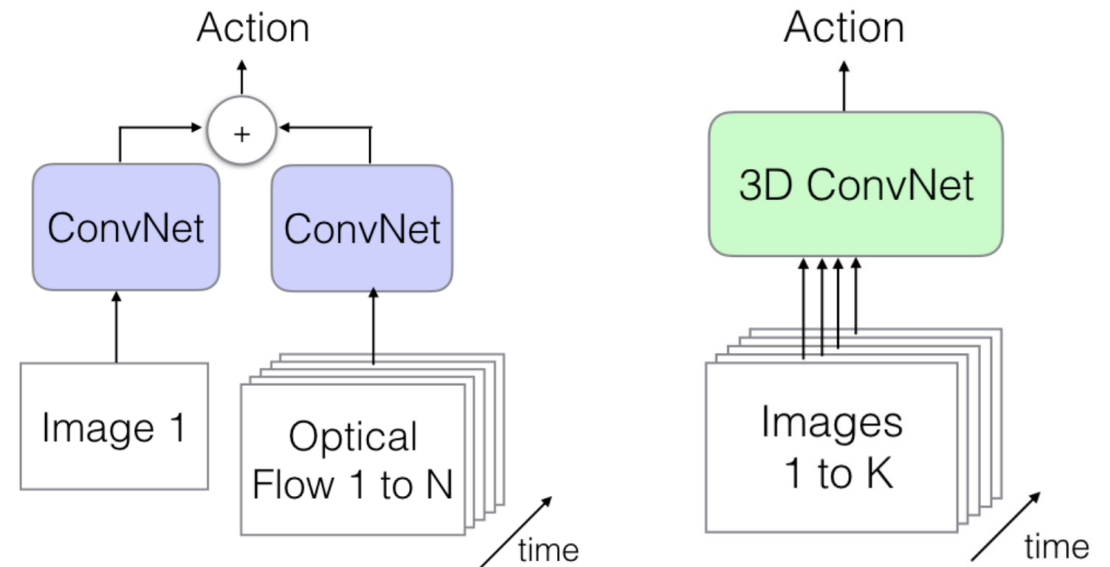 Action
+
ConvNet
ConvNet
Image 1
Optical
Flow 1 to N
time
Action
3D ConvNet
Images
1 to K
time